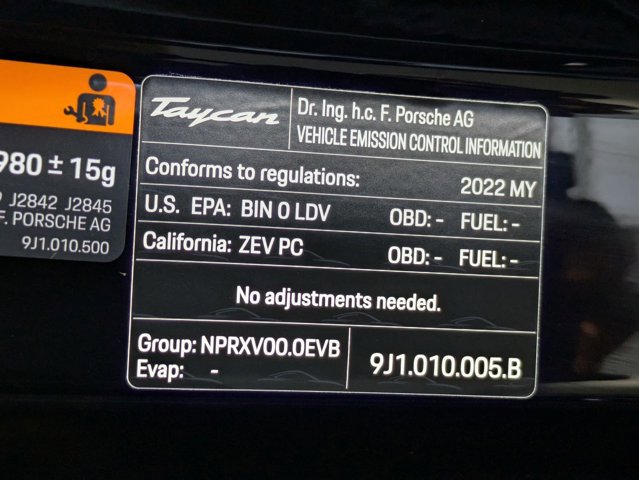 980 ± 15g
J2842 J2845
F. PORSCHE AG
9J1.010.500
Taycan
Dr. Ing. h.c. F. Porsche AG
VEHICLE EMISSION CONTROL INFORMATION
Conforms to regulations: 2022 MY
U.S. EPA: BIN 0 LDV OBD: - FUEL: -
California: ZEV PC OBD: - FUEL: -
No adjustments needed.
Group: NPRXV00.0EVB
Evap: -
9J1.010.005.B